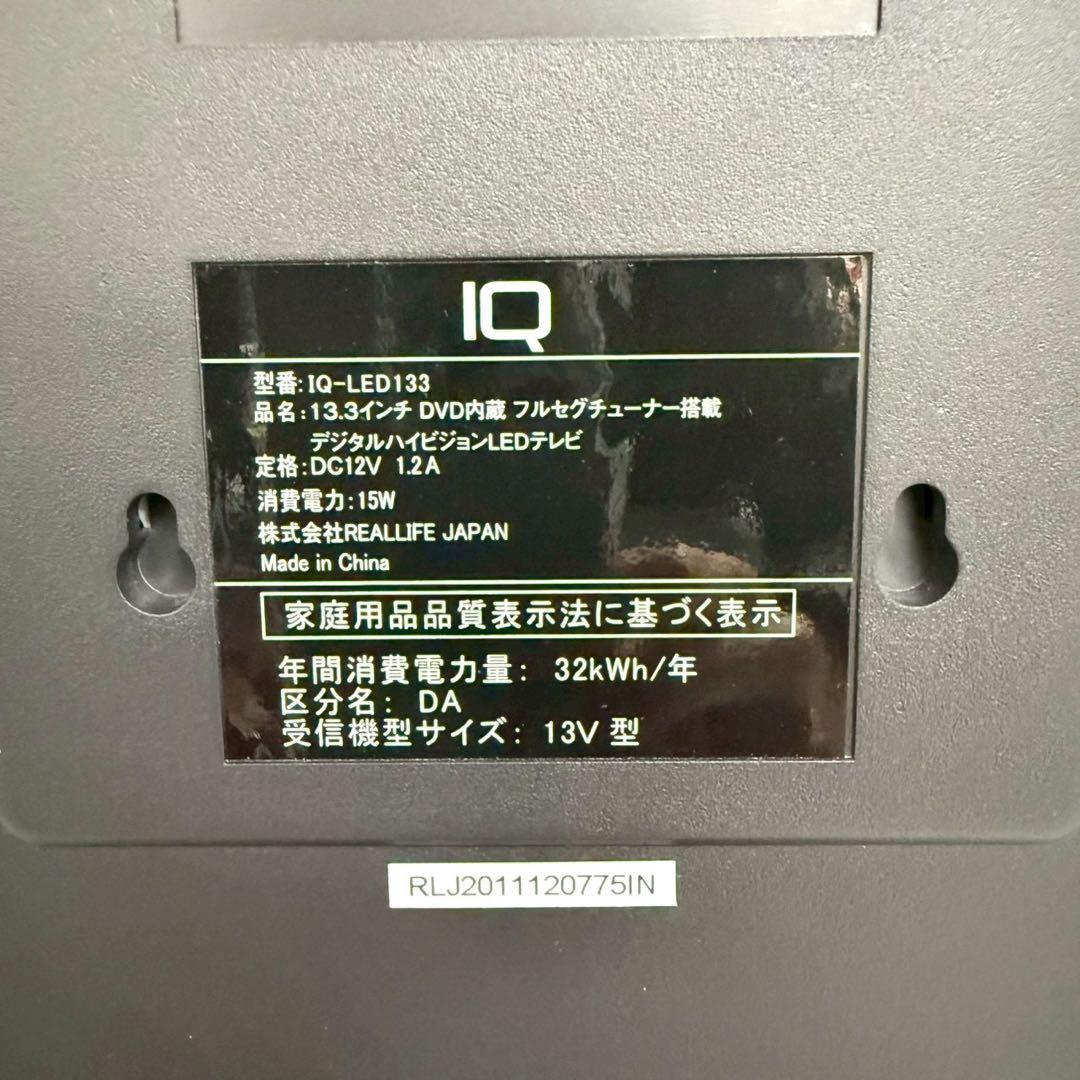 IQ
型番:IQ-LED133
品名:13.3インチ DVD内蔵 フルセグチューナー搭載
デジタルハイビジョンLEDテレビ
定格:DC12V 1.2A
消費電力:15W
株式会社REALLIFE JAPAN
Made in China
家庭用品品質表示法に基づく表示
年間消費電力量: 32kWh/年
区分名: DA
受信機型サイズ: 13V 型
RLJ2011120775IN